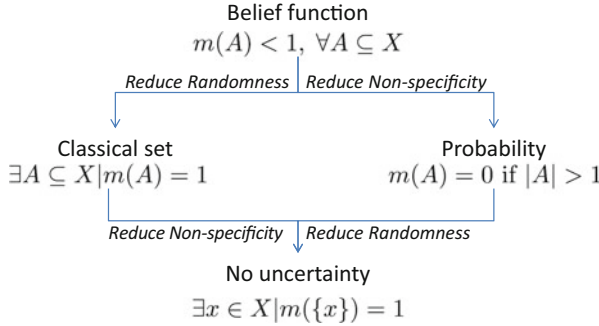 Belief function
m(A) < 1, ∀A ⊆ X
Reduce Randomness Reduce Non-specificity
Classical set Probability
∃A ⊆ X|m(A) = 1 m(A) = 0 if |A| > 1
Reduce Non-specificity Reduce Randomness
No uncertainty
∃x ∈ X|m({x}) = 1